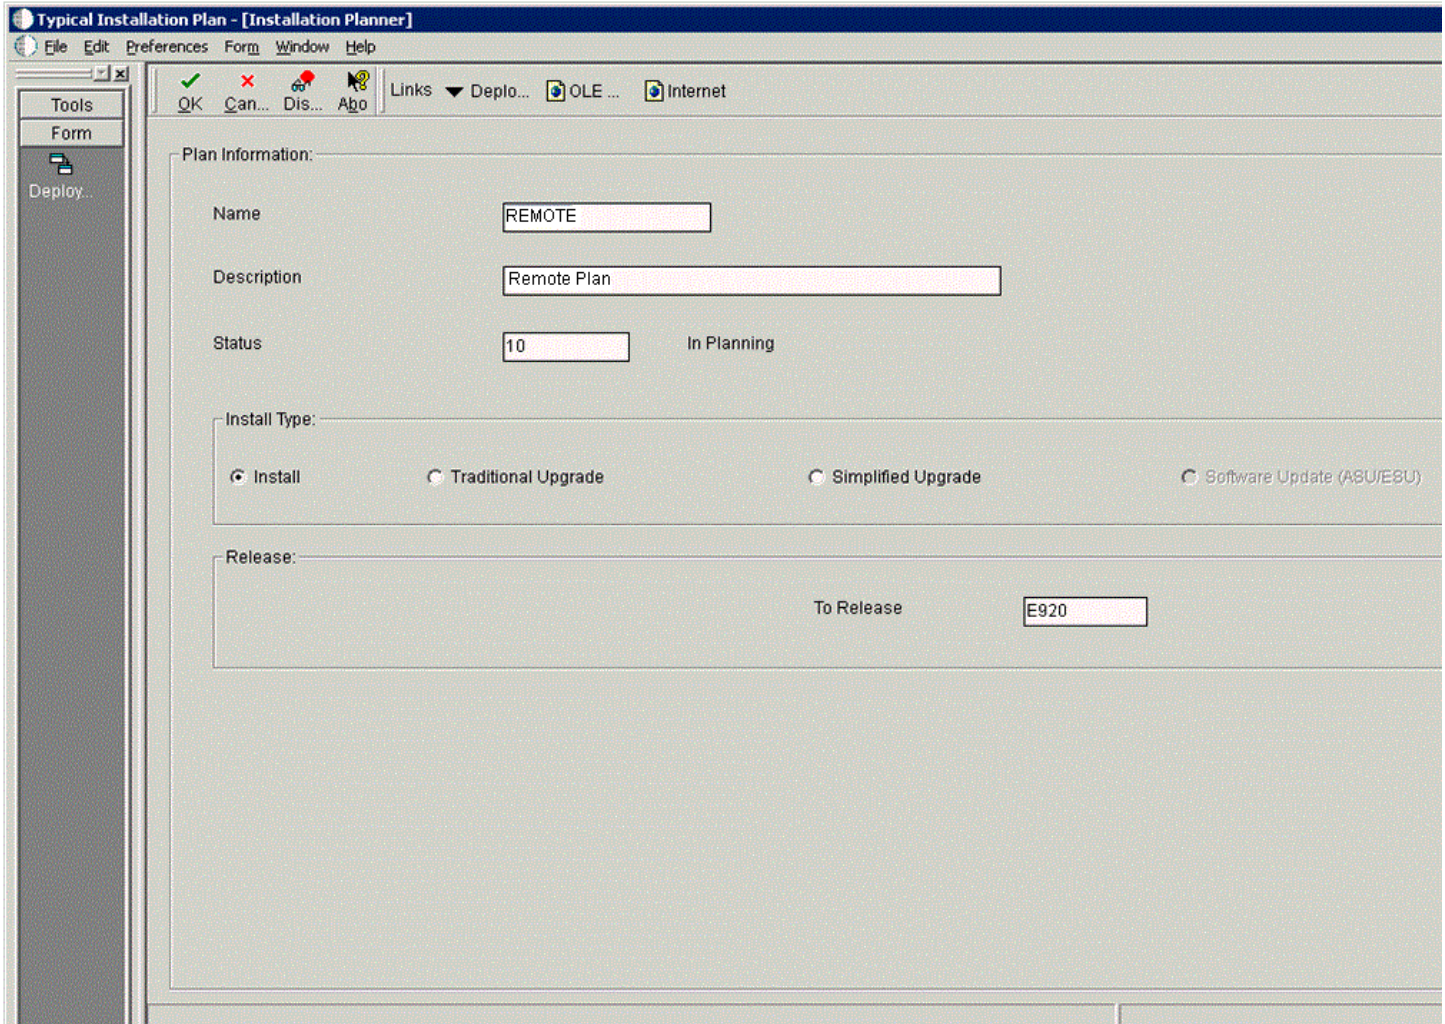 Typical Installation Plan - [Installation Planner]
File Edit Preferences Form Window Help
Tools
Form
Deploy...
OK Can... Dis... Abo Links Deplo... OLE ... Internet
Plan Information:
Name REMOTE
Description Remote Plan
Status 10 In Planning
Install Type:
Install Traditional Upgrade Simplified Upgrade Software Update (ASU/ESU)
Release:
To Release E920